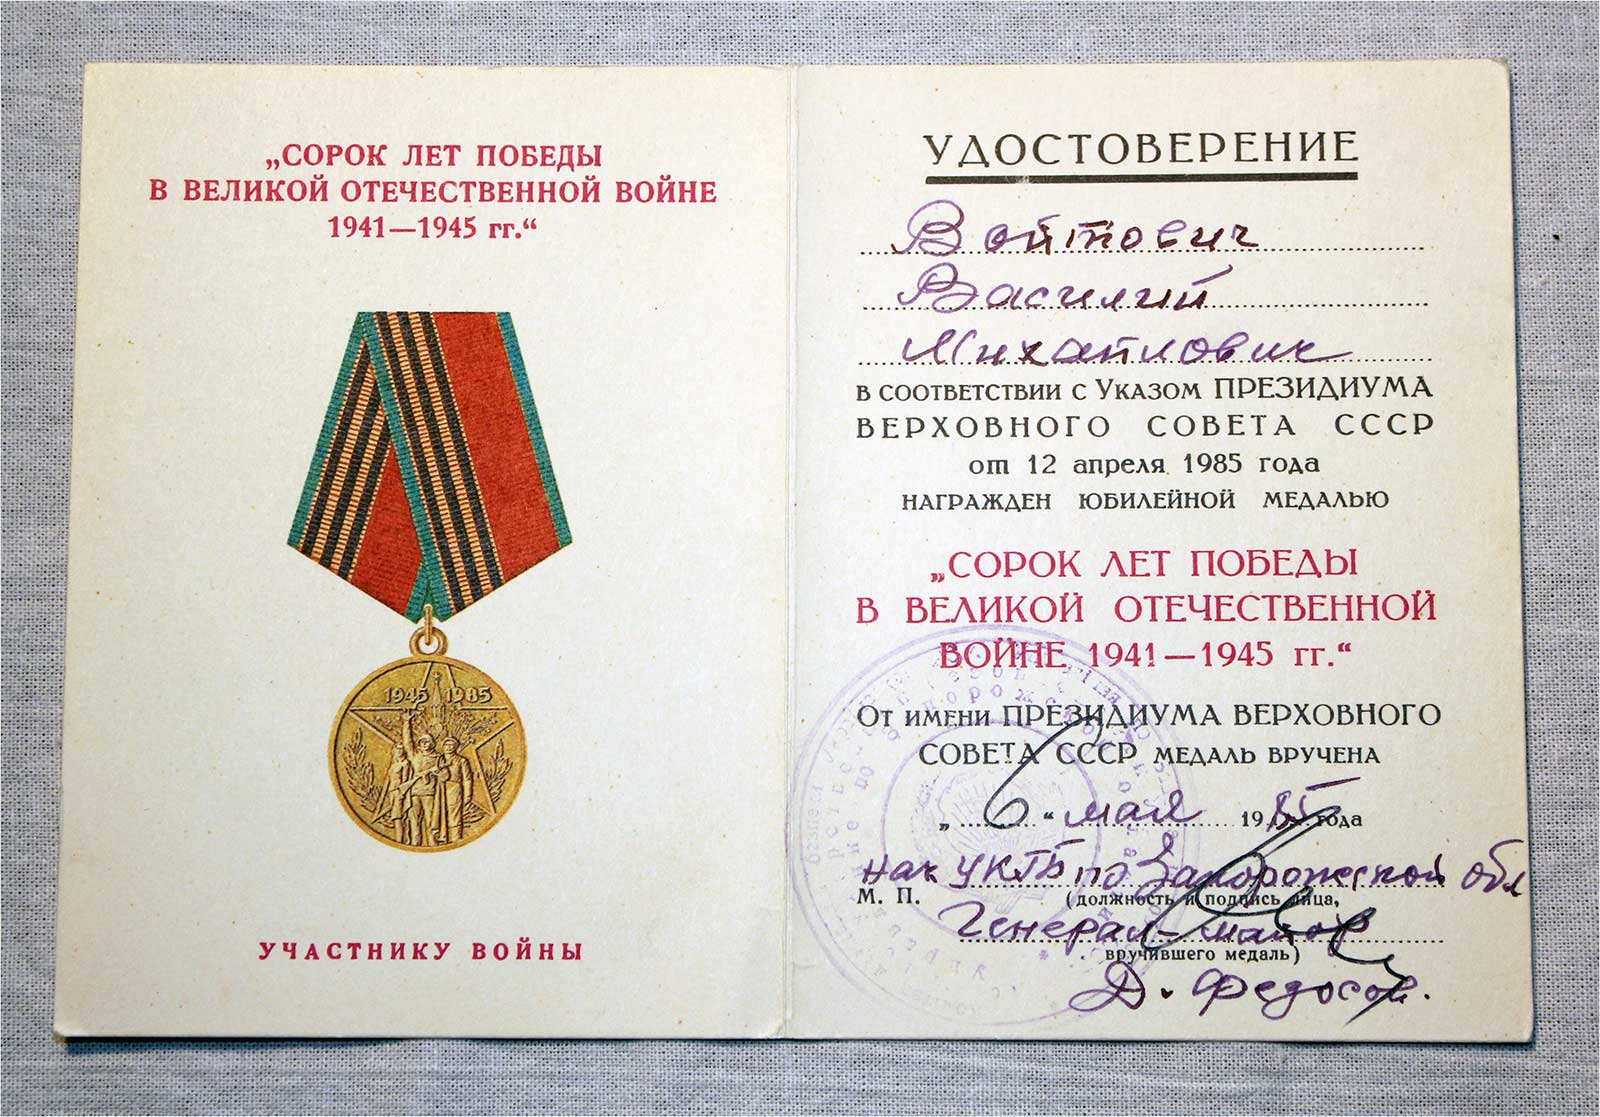 „СОРОК ЛЕТ ПОБЕДЫ
В ВЕЛИКОЙ ОТЕЧЕСТВЕННОЙ ВОЙНЕ
1941—1945 гг.“
1945 1985
УЧАСТНИКУ ВОЙНЫ
УДОСТОВЕРЕНИЕ
Войтович
Василий
Михайлович
В СООТВЕТСТВИИ С УКАЗОМ ПРЕЗИДИУМА
ВЕРХОВНОГО СОВЕТА СССР
от 12 апреля 1985 года
НАГРАЖДЕН ЮБИЛЕЙНОЙ МЕДАЛЬЮ
„СОРОК ЛЕТ ПОБЕДЫ
В ВЕЛИКОЙ ОТЕЧЕСТВЕННОЙ
ВОЙНЕ 1941—1945 гг.“
ОТ ИМЕНИ ПРЕЗИДИУМА ВЕРХОВНОГО
СОВЕТА СССР МЕДАЛЬ ВРУЧЕНА
„6“ мая 1985 года
нач УКГБ по Запорожской обл
М. П. (должность и подпись лица,
Генерал-майор
вручившего медаль)
Д. Федосов.